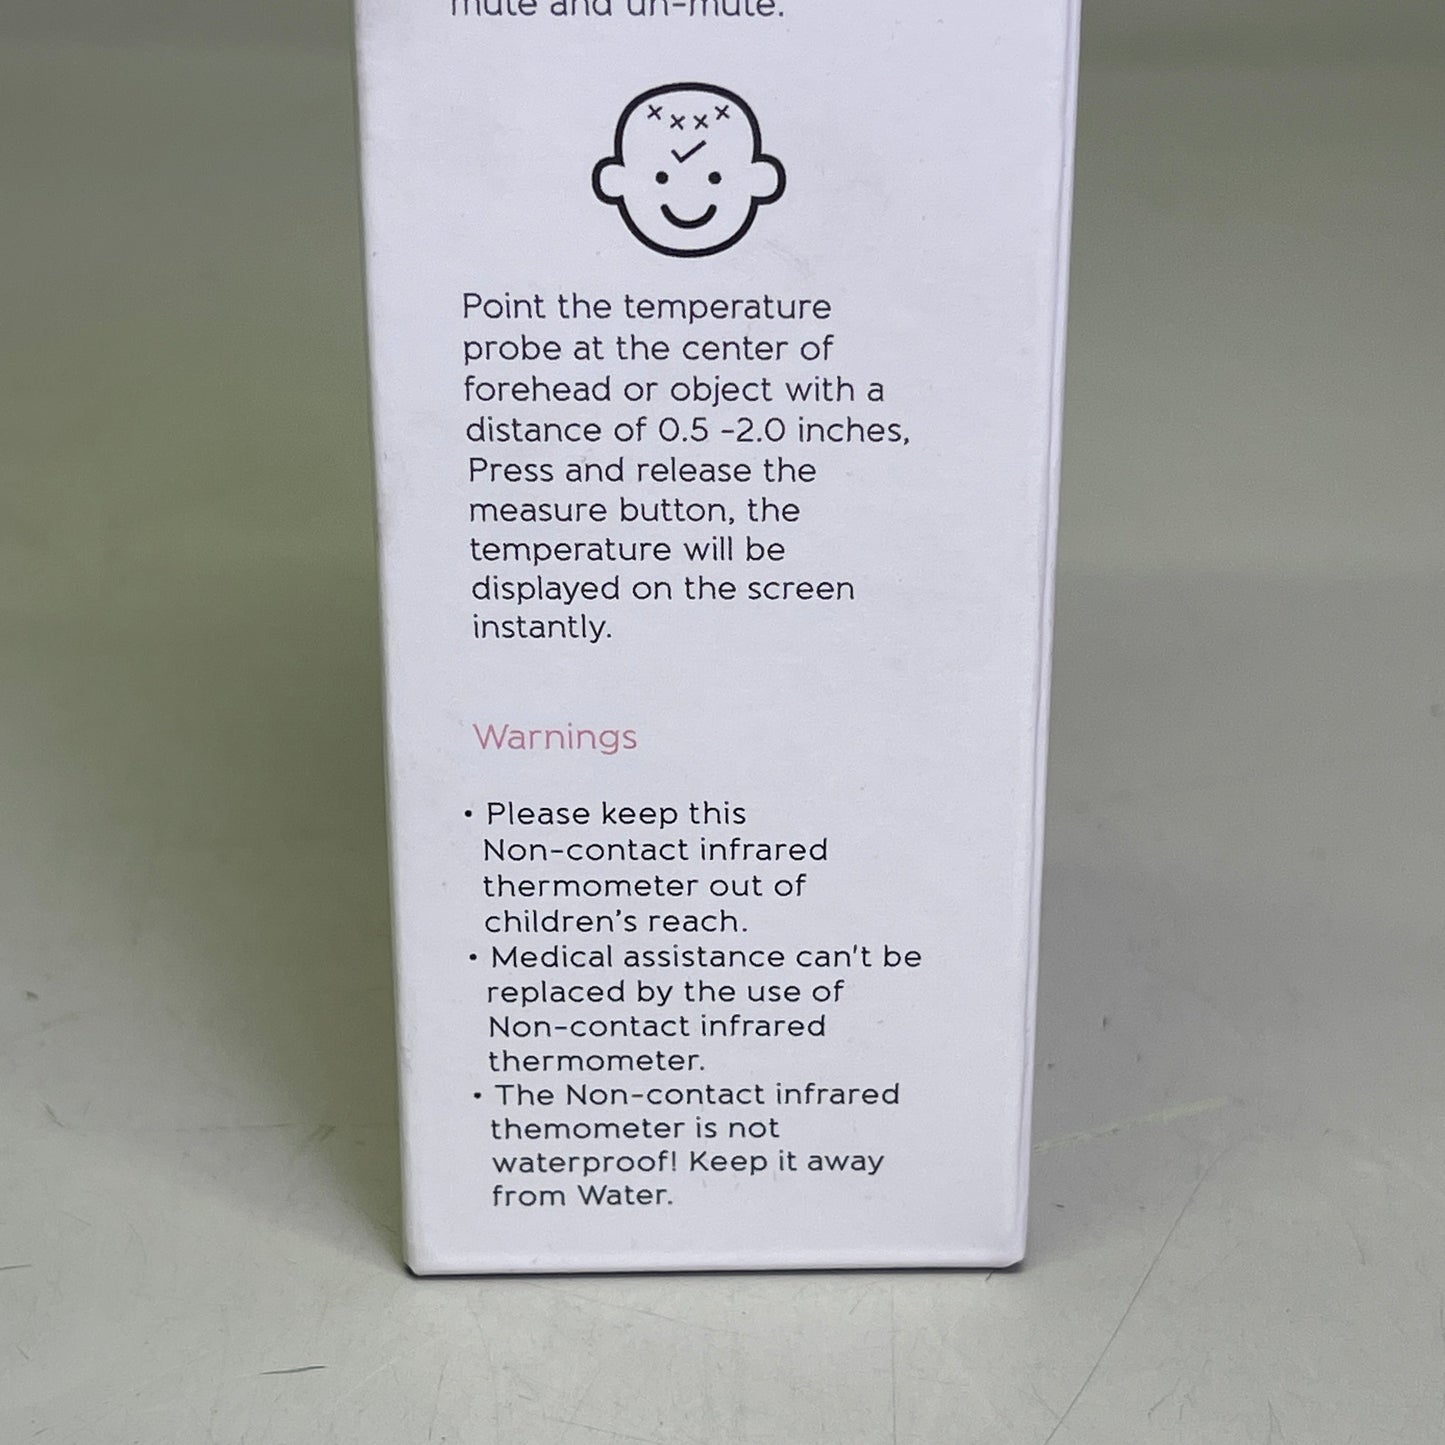 mute and un-mute.
Point the temperature
probe at the center of
forehead or object with a
distance of 0.5 -2.0 inches,
Press and release the
measure button, the
temperature will be
displayed on the screen
instantly.
Warnings
• Please keep this
Non-contact infrared
thermometer out of
children's reach.
• Medical assistance can't be
replaced by the use of
Non-contact infrared
thermometer.
• The Non-contact infrared
themometer is not
waterproof! Keep it away
from Water.